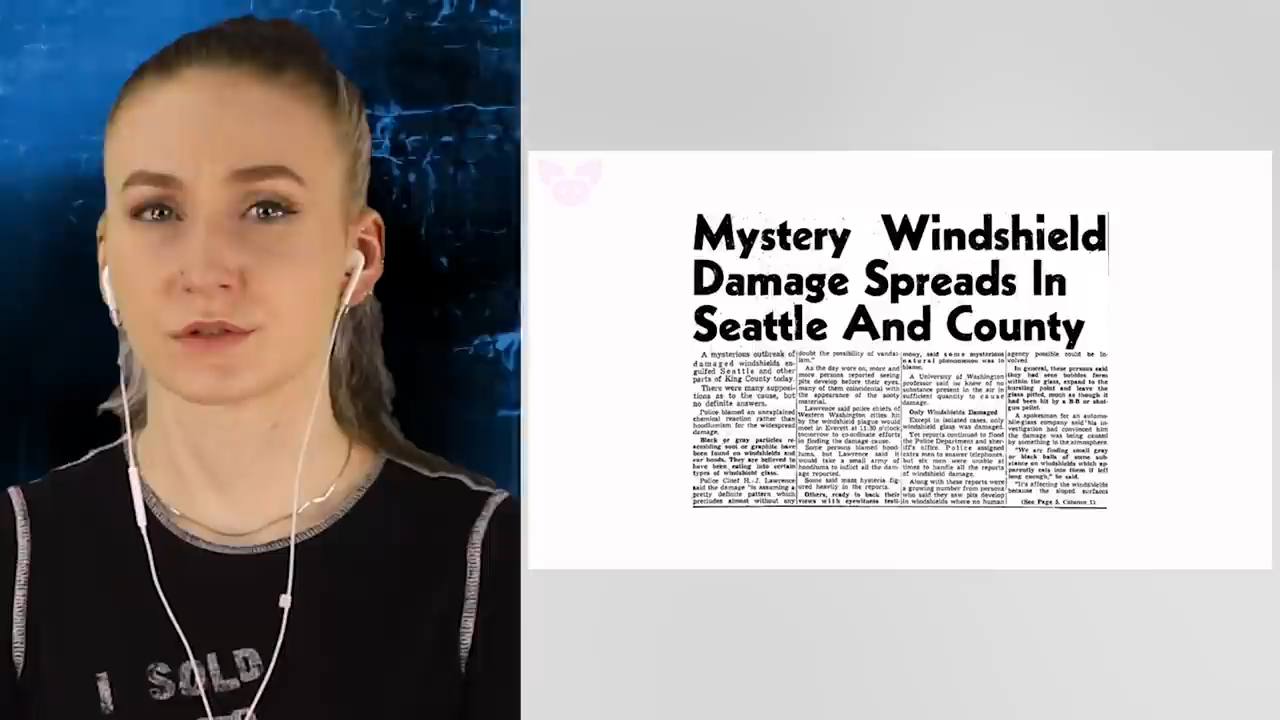 Mystery Windshield
Damage Spreads In
Seattle And County
A mysterious outbreak of
damaged windshields en-
gulfed Seattle and other
parts of King County today.
There were many supposi-
tions as to the cause, but
no definite answers.
Police blamed an unexplained
chemical reaction rather than
hoodlumism for the widespread
damage.
Black or gray particles re-
sembling soot or graphite have
been found on windshields and
car hoods. They are believed to
have been eating into certain
types of windshield glass.
Police Chief H. J. Lawrence
said the damage "is assuming a
pretty definite pattern which
precludes almost without any
doubt the possibility of vandal-
ism."
As the day wore on, more and
more persons reported seeing
pits develop before their eyes,
many of them coincidental with
the appearance of the sooty
material.
Lawrence said police chiefs of
Western Washington cities hit
by the windshield plague would
meet in Everett at 11:30 o'clock
tomorrow to co-ordinate efforts
in finding the damage cause.
Some persons blamed hood-
lums, but Lawrence said it
would take a small army of
hoodlums to inflict all the dam-
age reported.
Some said mass hysteria fig-
ured heavily in the reports.
Others, ready to back their
views with eyewitness testi-
mony, said some mysterious
natural phenomenon was to
blame.
A University of Washington
professor said he knew of no
substance present in the air in
sufficient quantity to cause
damage.
Only Windshields Damaged
Except in isolated cases, only
windshield glass was damaged.
Yet reports continued to flood
the Police Department and sher-
iff's office. Police assigned
extra men to answer telephones,
but six men were unable at
times to handle all the reports
of windshield damage.
Along with these reports were
a growing number from persons
who said they saw pits develop
in windshields where no human
agency possible could be in-
volved.
In general, these persons said
they had seen bubbles form
within the glass, expand to the
bursting point and leave the
glass pitted, much as though it
had been hit by a B-B or shot-
gun pellet.
A spokesman for an automo-
bile-glass company said "his in-
vestigation had convinced him
the damage was being caused
by something in the atmosphere.
"We are finding small gray
or black balls of some sub-
stance on windshields which ap-
parently eats into them if left
long enough," he said.
"It's affecting the windshields
because the sloped surfaces
(See Page 5, Column 1)
I SOLD